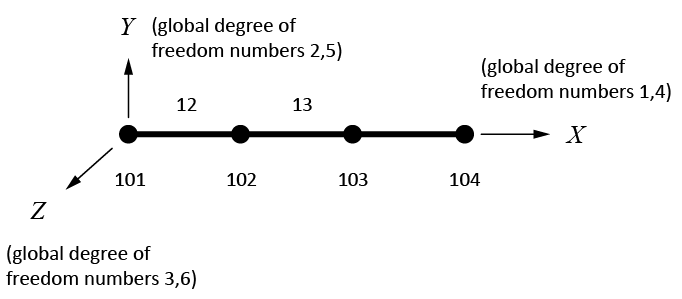 Y (global degree of
freedom numbers 2,5)
(global degree of
freedom numbers 1,4)
12 13
X
101 102 103 104
Z
(global degree of
freedom numbers 3,6)